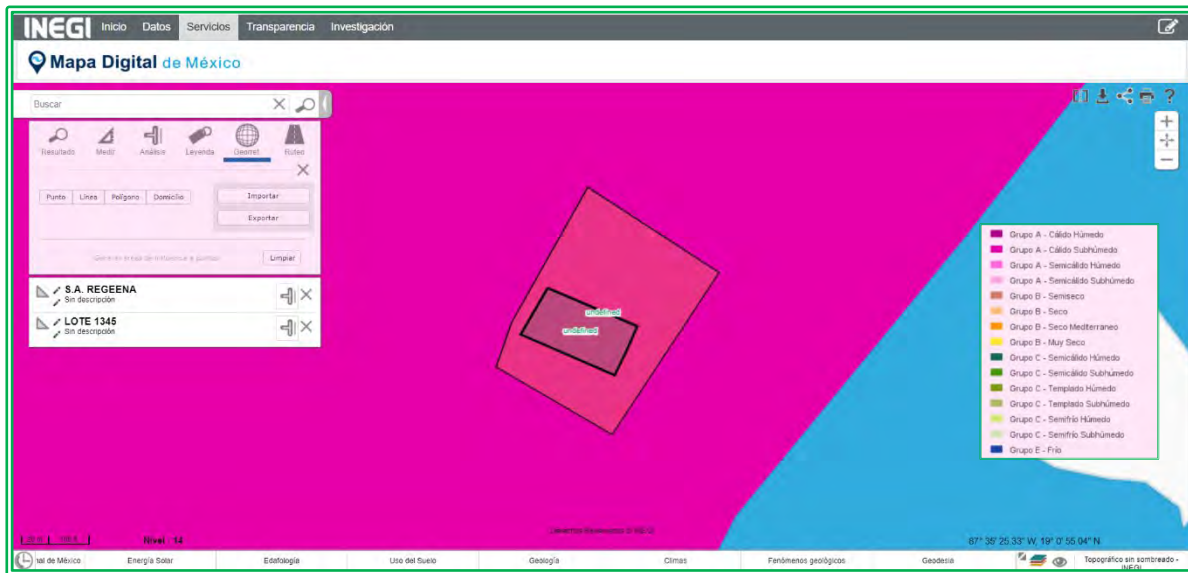 INEGI Inicio Datos Servicios Transparencia Investigación
Mapa Digital de México
Buscar
Resultado Medir Análisis Leyenda Georref. Ruteo
Punto Línea Polígono Domicilio
Importar
Exportar
Limpiar
S.A. REGEENA
Sin descripción
LOTE 1345
Sin descripción
undefined
undefined
Grupo A - Cálido Húmedo
Grupo A - Cálido Subhúmedo
Grupo A - Semicálido Húmedo
Grupo A - Semicálido Subhúmedo
Grupo B - Semiseco
Grupo B - Seco
Grupo B - Seco Mediterraneo
Grupo B - Muy Seco
Grupo C - Semicálido Húmedo
Grupo C - Semicálido Subhúmedo
Grupo C - Templado Húmedo
Grupo C - Templado Subhúmedo
Grupo C - Semifrío Húmedo
Grupo C - Semifrío Subhúmedo
Grupo E - Frío
Nivel: 14
87° 35' 25.33" W, 19° 0' 55.04" N
de México Energía Solar Edafología Uso del Suelo Geología Climas Fenómenos geológicos Geodesia Topográfico sin sombreado -
INEGI